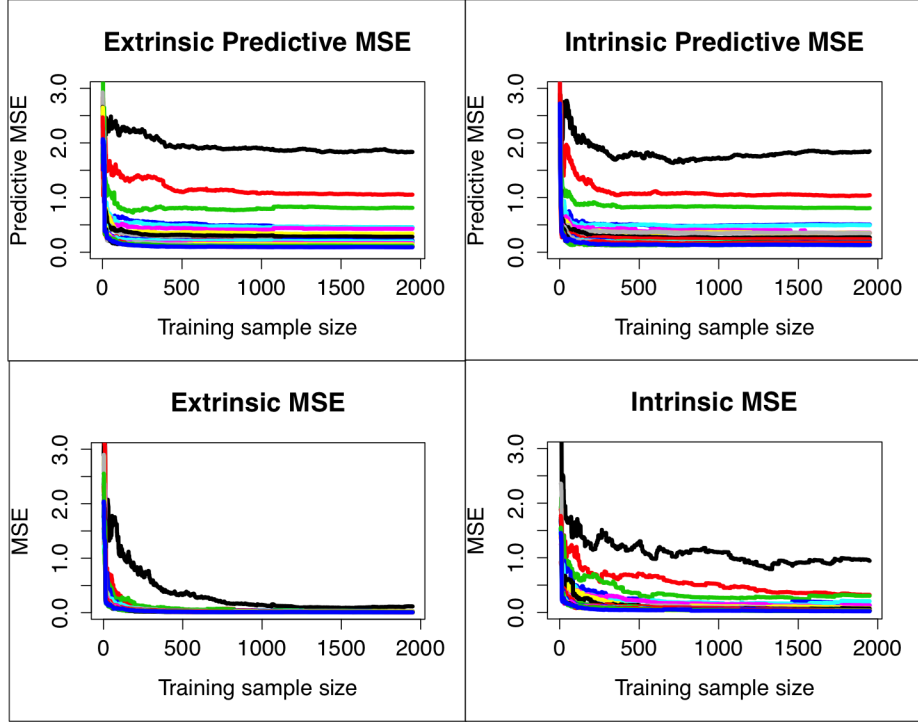 Extrinsic Predictive MSE
Predictive MSE
0.0 1.0 2.0 3.0
0 500 1000 1500 2000
Training sample size
Intrinsic Predictive MSE
Predictive MSE
0.0 1.0 2.0 3.0
0 500 1000 1500 2000
Training sample size
Extrinsic MSE
MSE
0.0 1.0 2.0 3.0
0 500 1000 1500 2000
Training sample size
Intrinsic MSE
MSE
0.0 1.0 2.0 3.0
0 500 1000 1500 2000
Training sample size